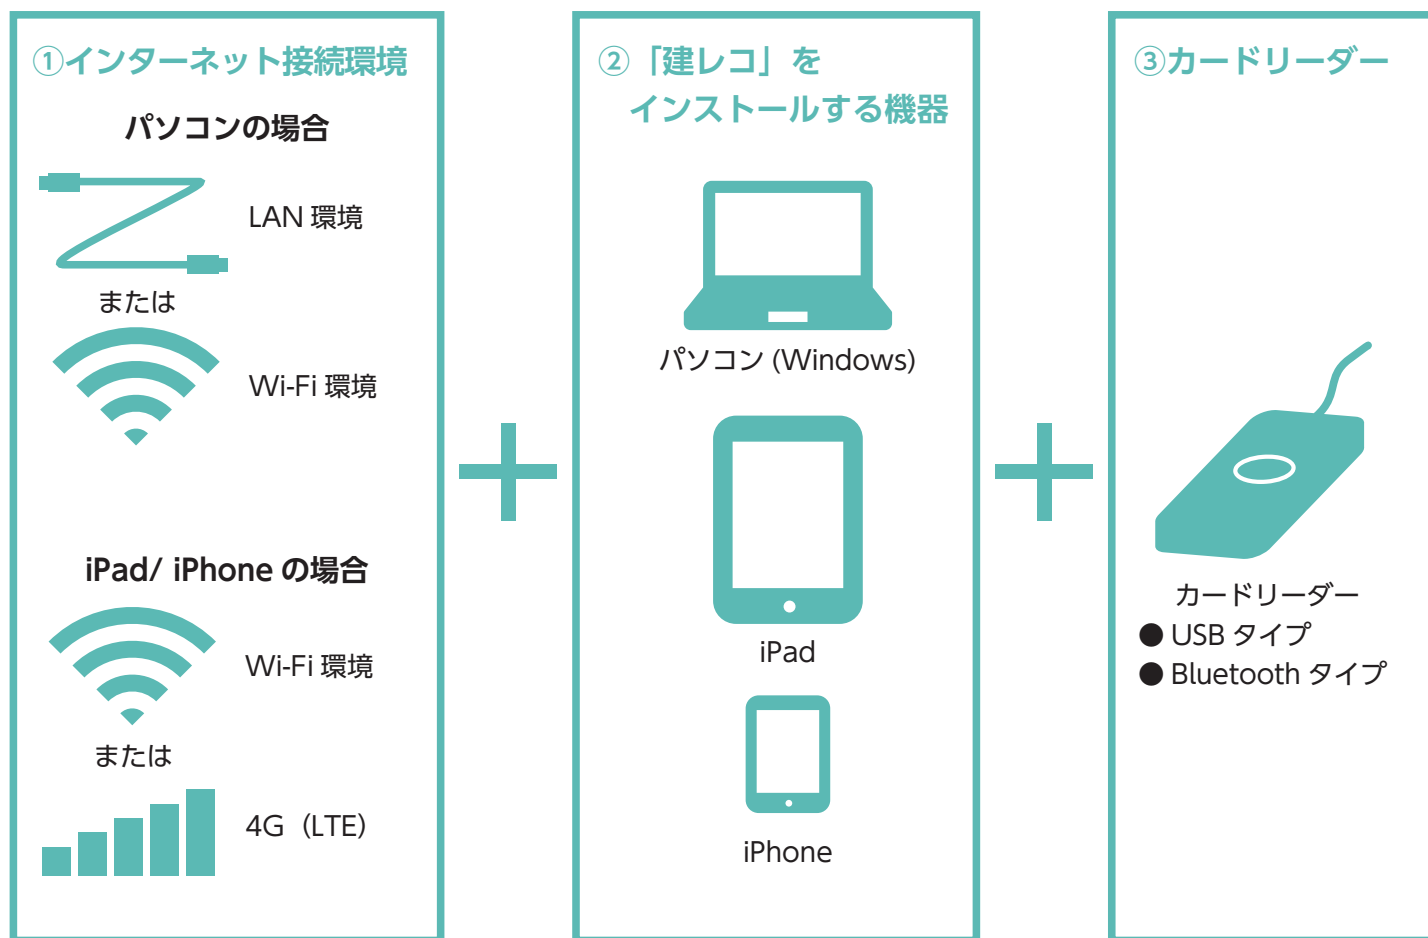 ①インターネット接続環境
パソコンの場合
LAN 環境
または
Wi-Fi 環境
iPad/ iPhone の場合
Wi-Fi 環境
または
4G（LTE）
②「建レコ」を
インストールする機器
パソコン (Windows)
iPad
iPhone
③カードリーダー
カードリーダー
● USB タイプ
● Bluetooth タイプ